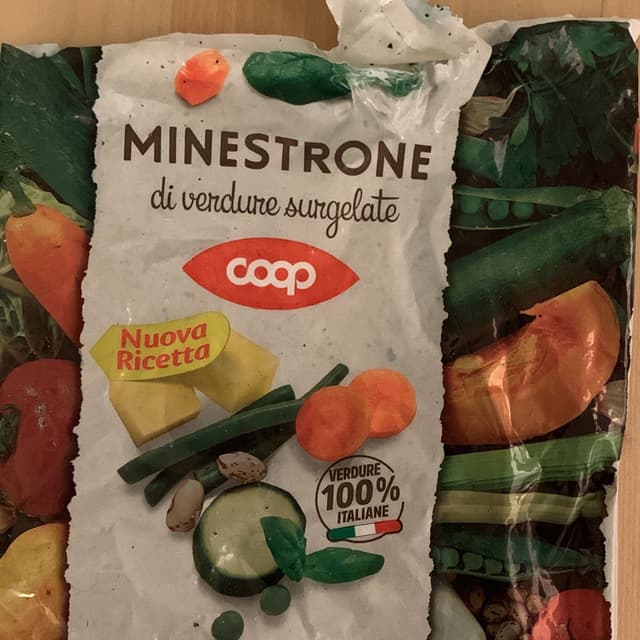 MINESTRONE
di verdure surgelate
coop
Nuova
Ricetta
VERDURE
100%
ITALIANE